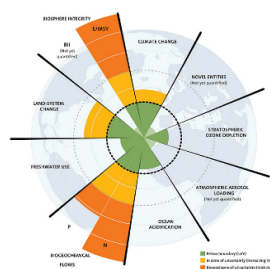 BIOSPHERE INTEGRITY
E/MSY
CLIMATE CHANGE
BII
(Not yet
quantified)
NOVEL ENTITIES
(Not yet quantified)
LAND-SYSTEM
CHANGE
STRATOSPHERIC
OZONE DEPLETION
FRESHWATER USE
ATMOSPHERIC AEROSOL
LOADING
(Not yet quantified)
P
OCEAN
ACIDIFICATION
N
BIOGEOCHEMICAL
FLOWS
Below boundary (safe)
In zone of uncertainty (increasing ri
Beyond zone of uncertainty (high ris